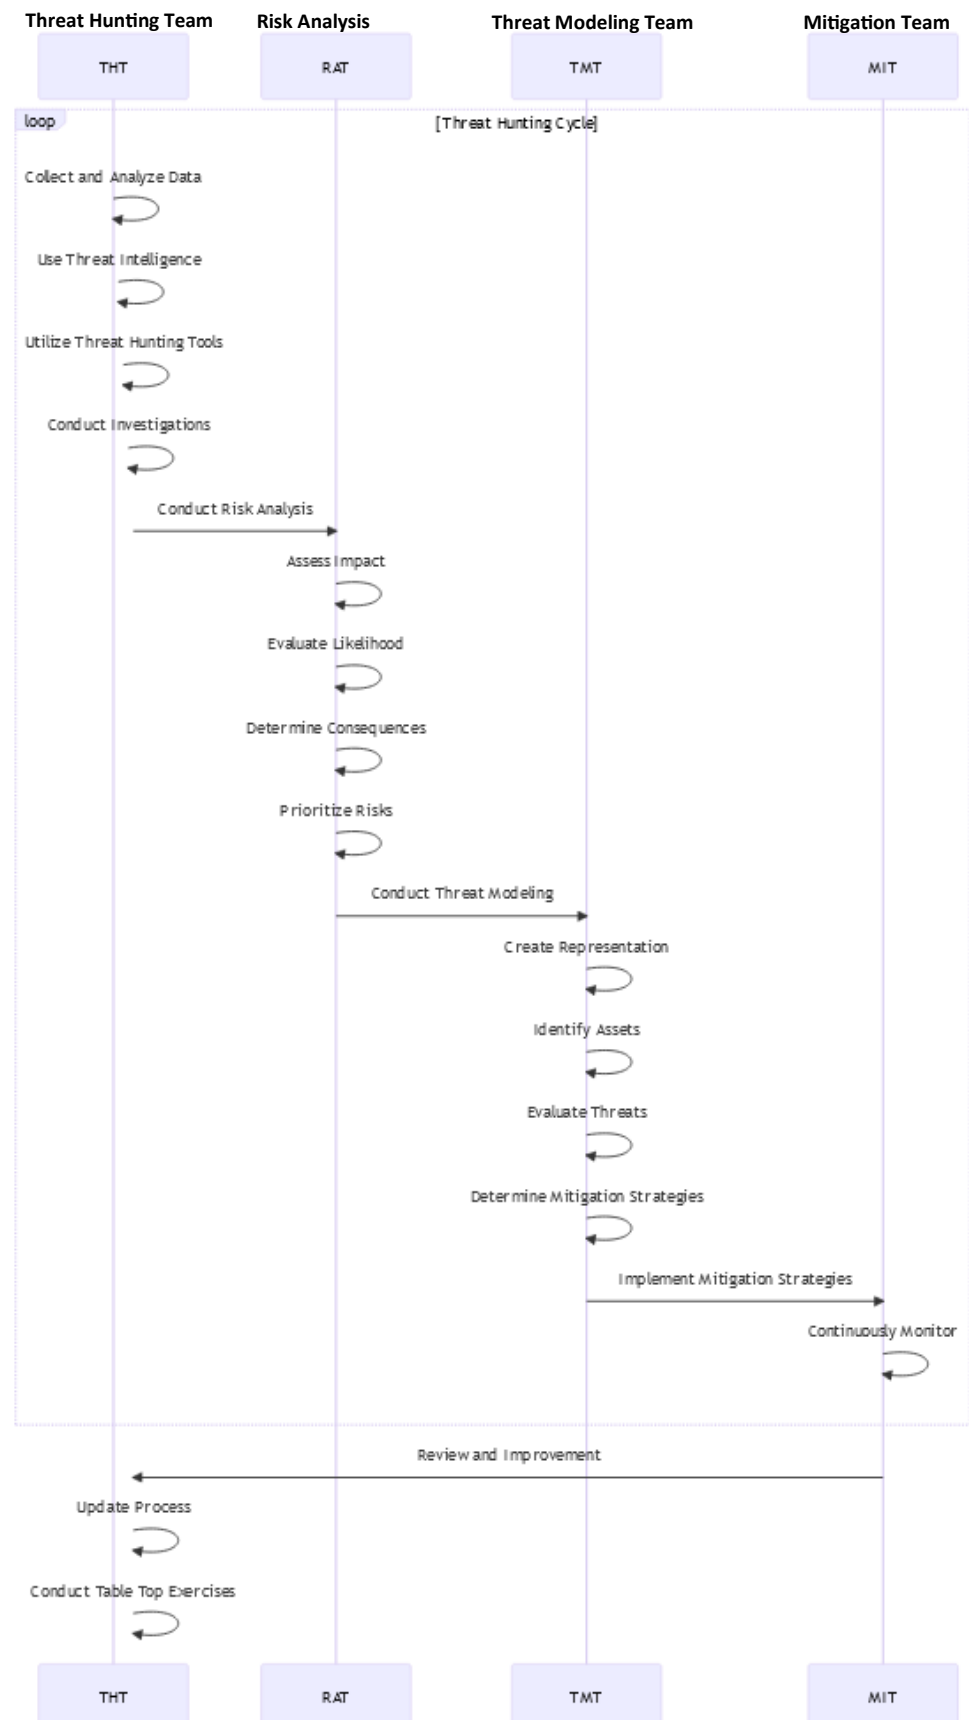 Threat Hunting Team
Risk Analysis
Threat Modeling Team
Mitigation Team
THT
RAT
TMT
MIT
loop
[Threat Hunting Cycle]
Collect and Analyze Data
Use Threat Intelligence
Utilize Threat Hunting Tools
Conduct Investigations
Conduct Risk Analysis
Assess Impact
Evaluate Likelihood
Determine Consequences
Prioritize Risks
Conduct Threat Modeling
Create Representation
Identify Assets
Evaluate Threats
Determine Mitigation Strategies
Implement Mitigation Strategies
Continuously Monitor
Review and Improvement
Update Process
Conduct Table Top Exercises
THT
RAT
TMT
MIT